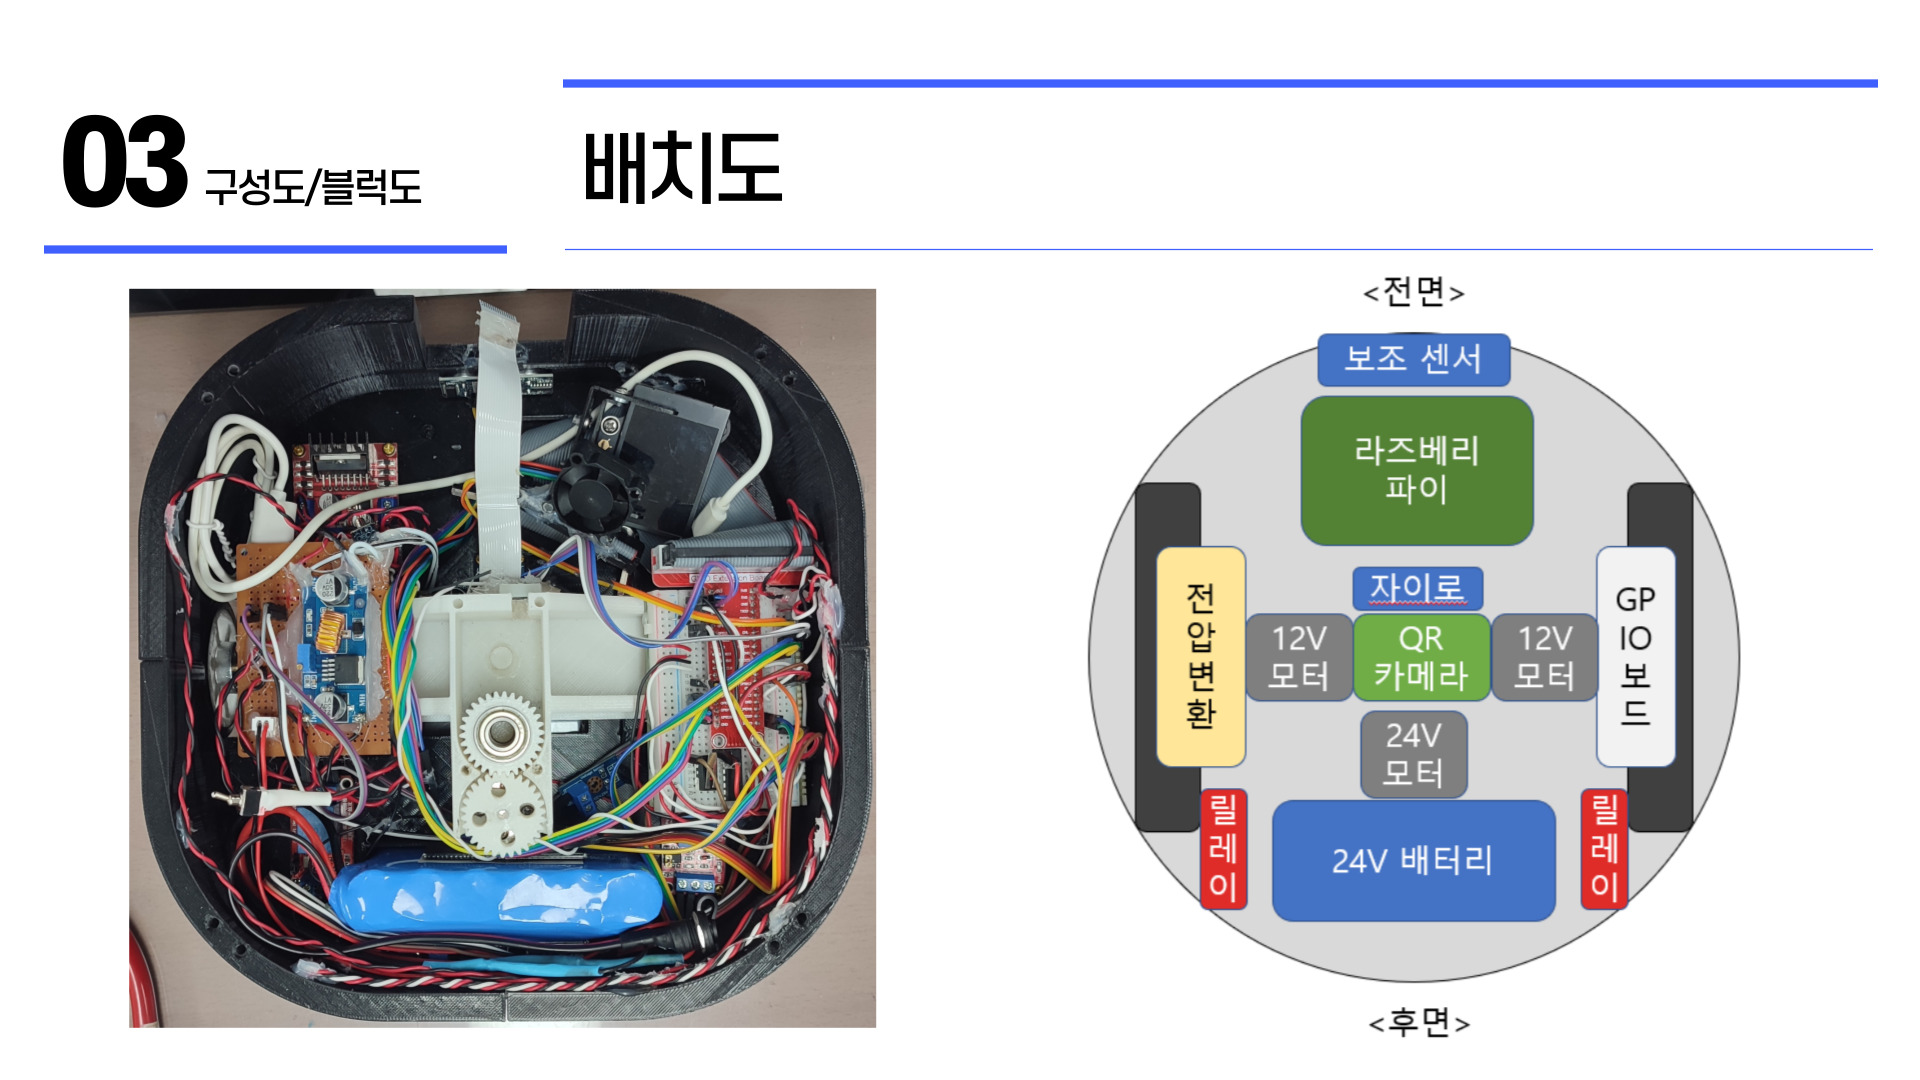 03 구성도/블럭도
배치도
<전면>
보조 센서
라즈베리
파이
자이로
전
압
변
환
12V
모터
QR
카메라
12V
모터
GP
IO
보
드
24V
모터
릴
레
이
24V 배터리
릴
레
이
<후면>